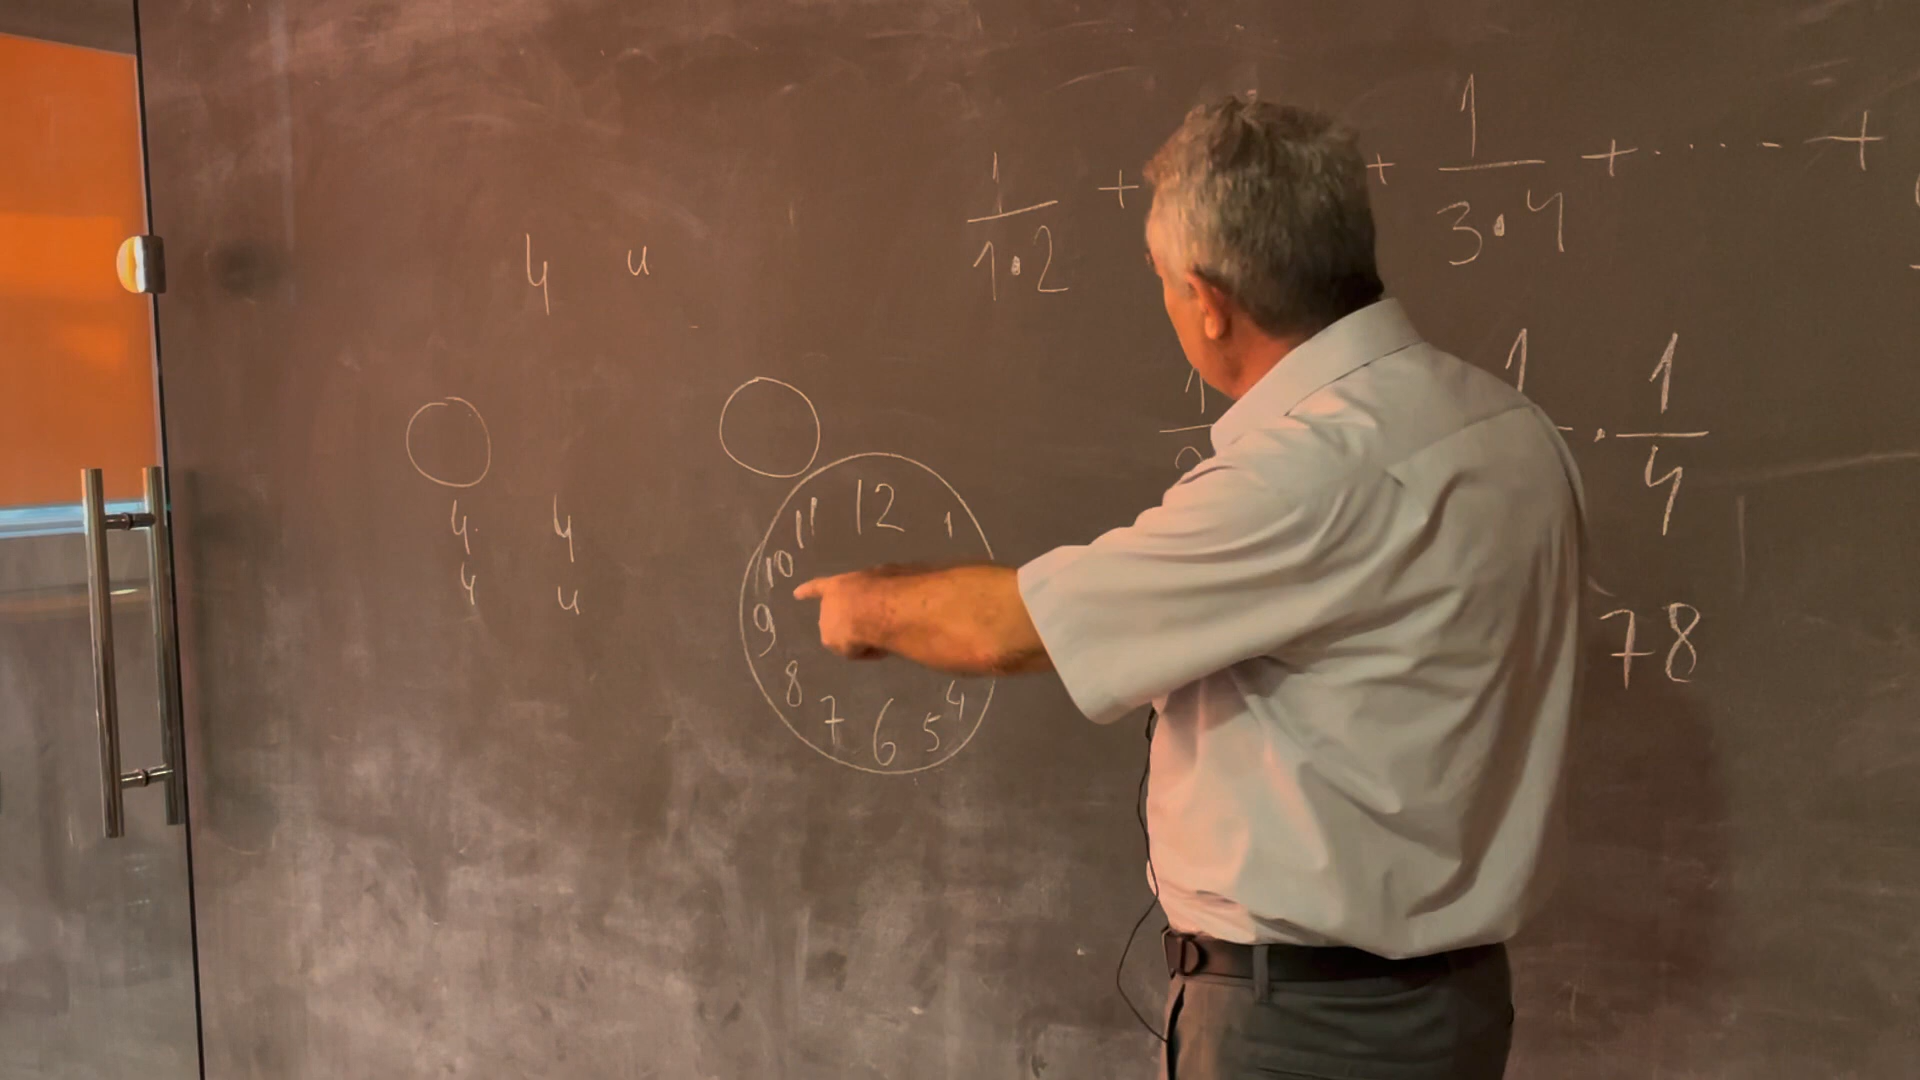 1/(1·2) + + 1/(3·4) + ..... +
4 4
1 1 · 1/4
4. 4
4 4
11 12 1
10
9
8
7 6 5 4
78